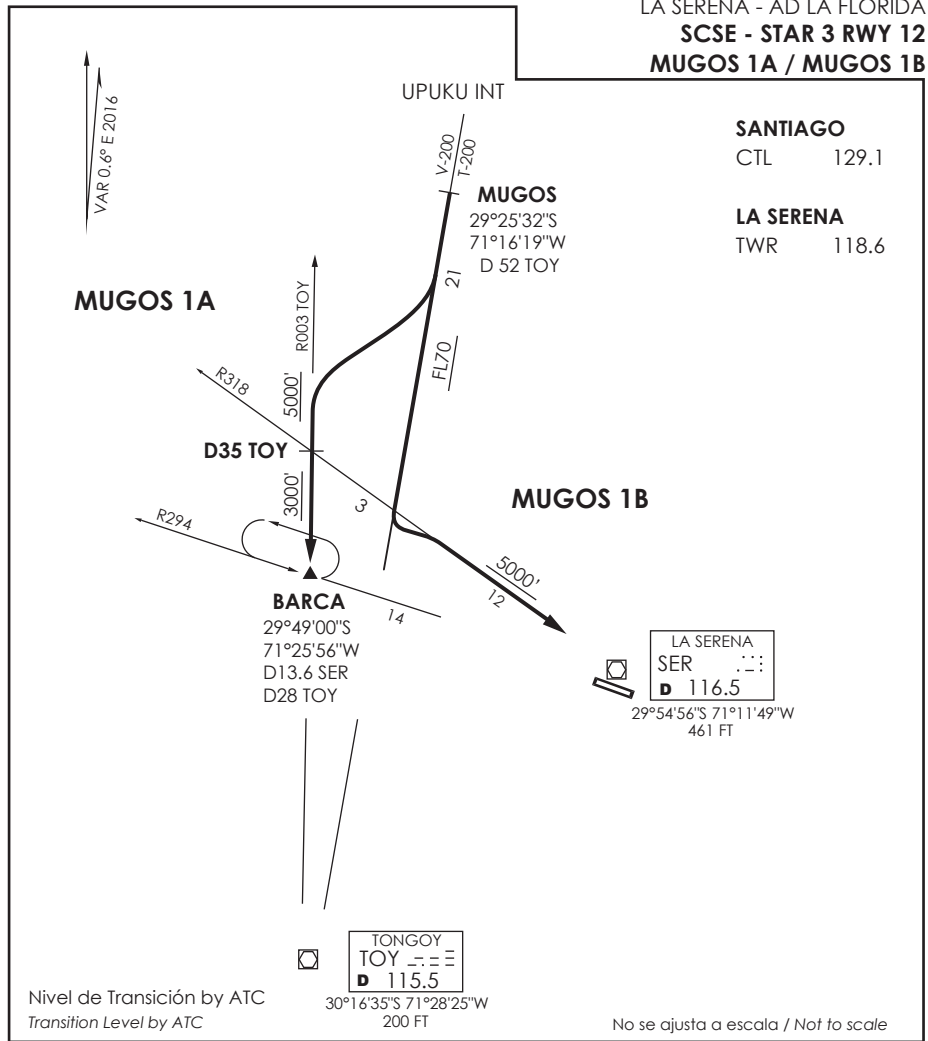 LA SERENA - AD LA FLORIDA
SCSE - STAR 3 RWY 12
MUGOS 1A / MUGOS 1B
UPUKU INT
VAR 0.6° E 2016
V-200
T-200
SANTIAGO
CTL 129.1
LA SERENA
TWR 118.6
MUGOS
29°25'32"S
71°16'19"W
D 52 TOY
21
MUGOS 1A
R003 TOY
FL70
R318
5000'
D35 TOY
3000'
3
MUGOS 1B
R294
5000'
12
14
BARCA
29°49'00"S
71°25'56"W
D13.6 SER
D28 TOY
LA SERENA
SER
D 116.5
29°54'56"S 71°11'49"W
461 FT
TONGOY
TOY
D 115.5
30°16'35"S 71°28'25"W
200 FT
Nivel de Transición by ATC
Transition Level by ATC
No se ajusta a escala / Not to scale